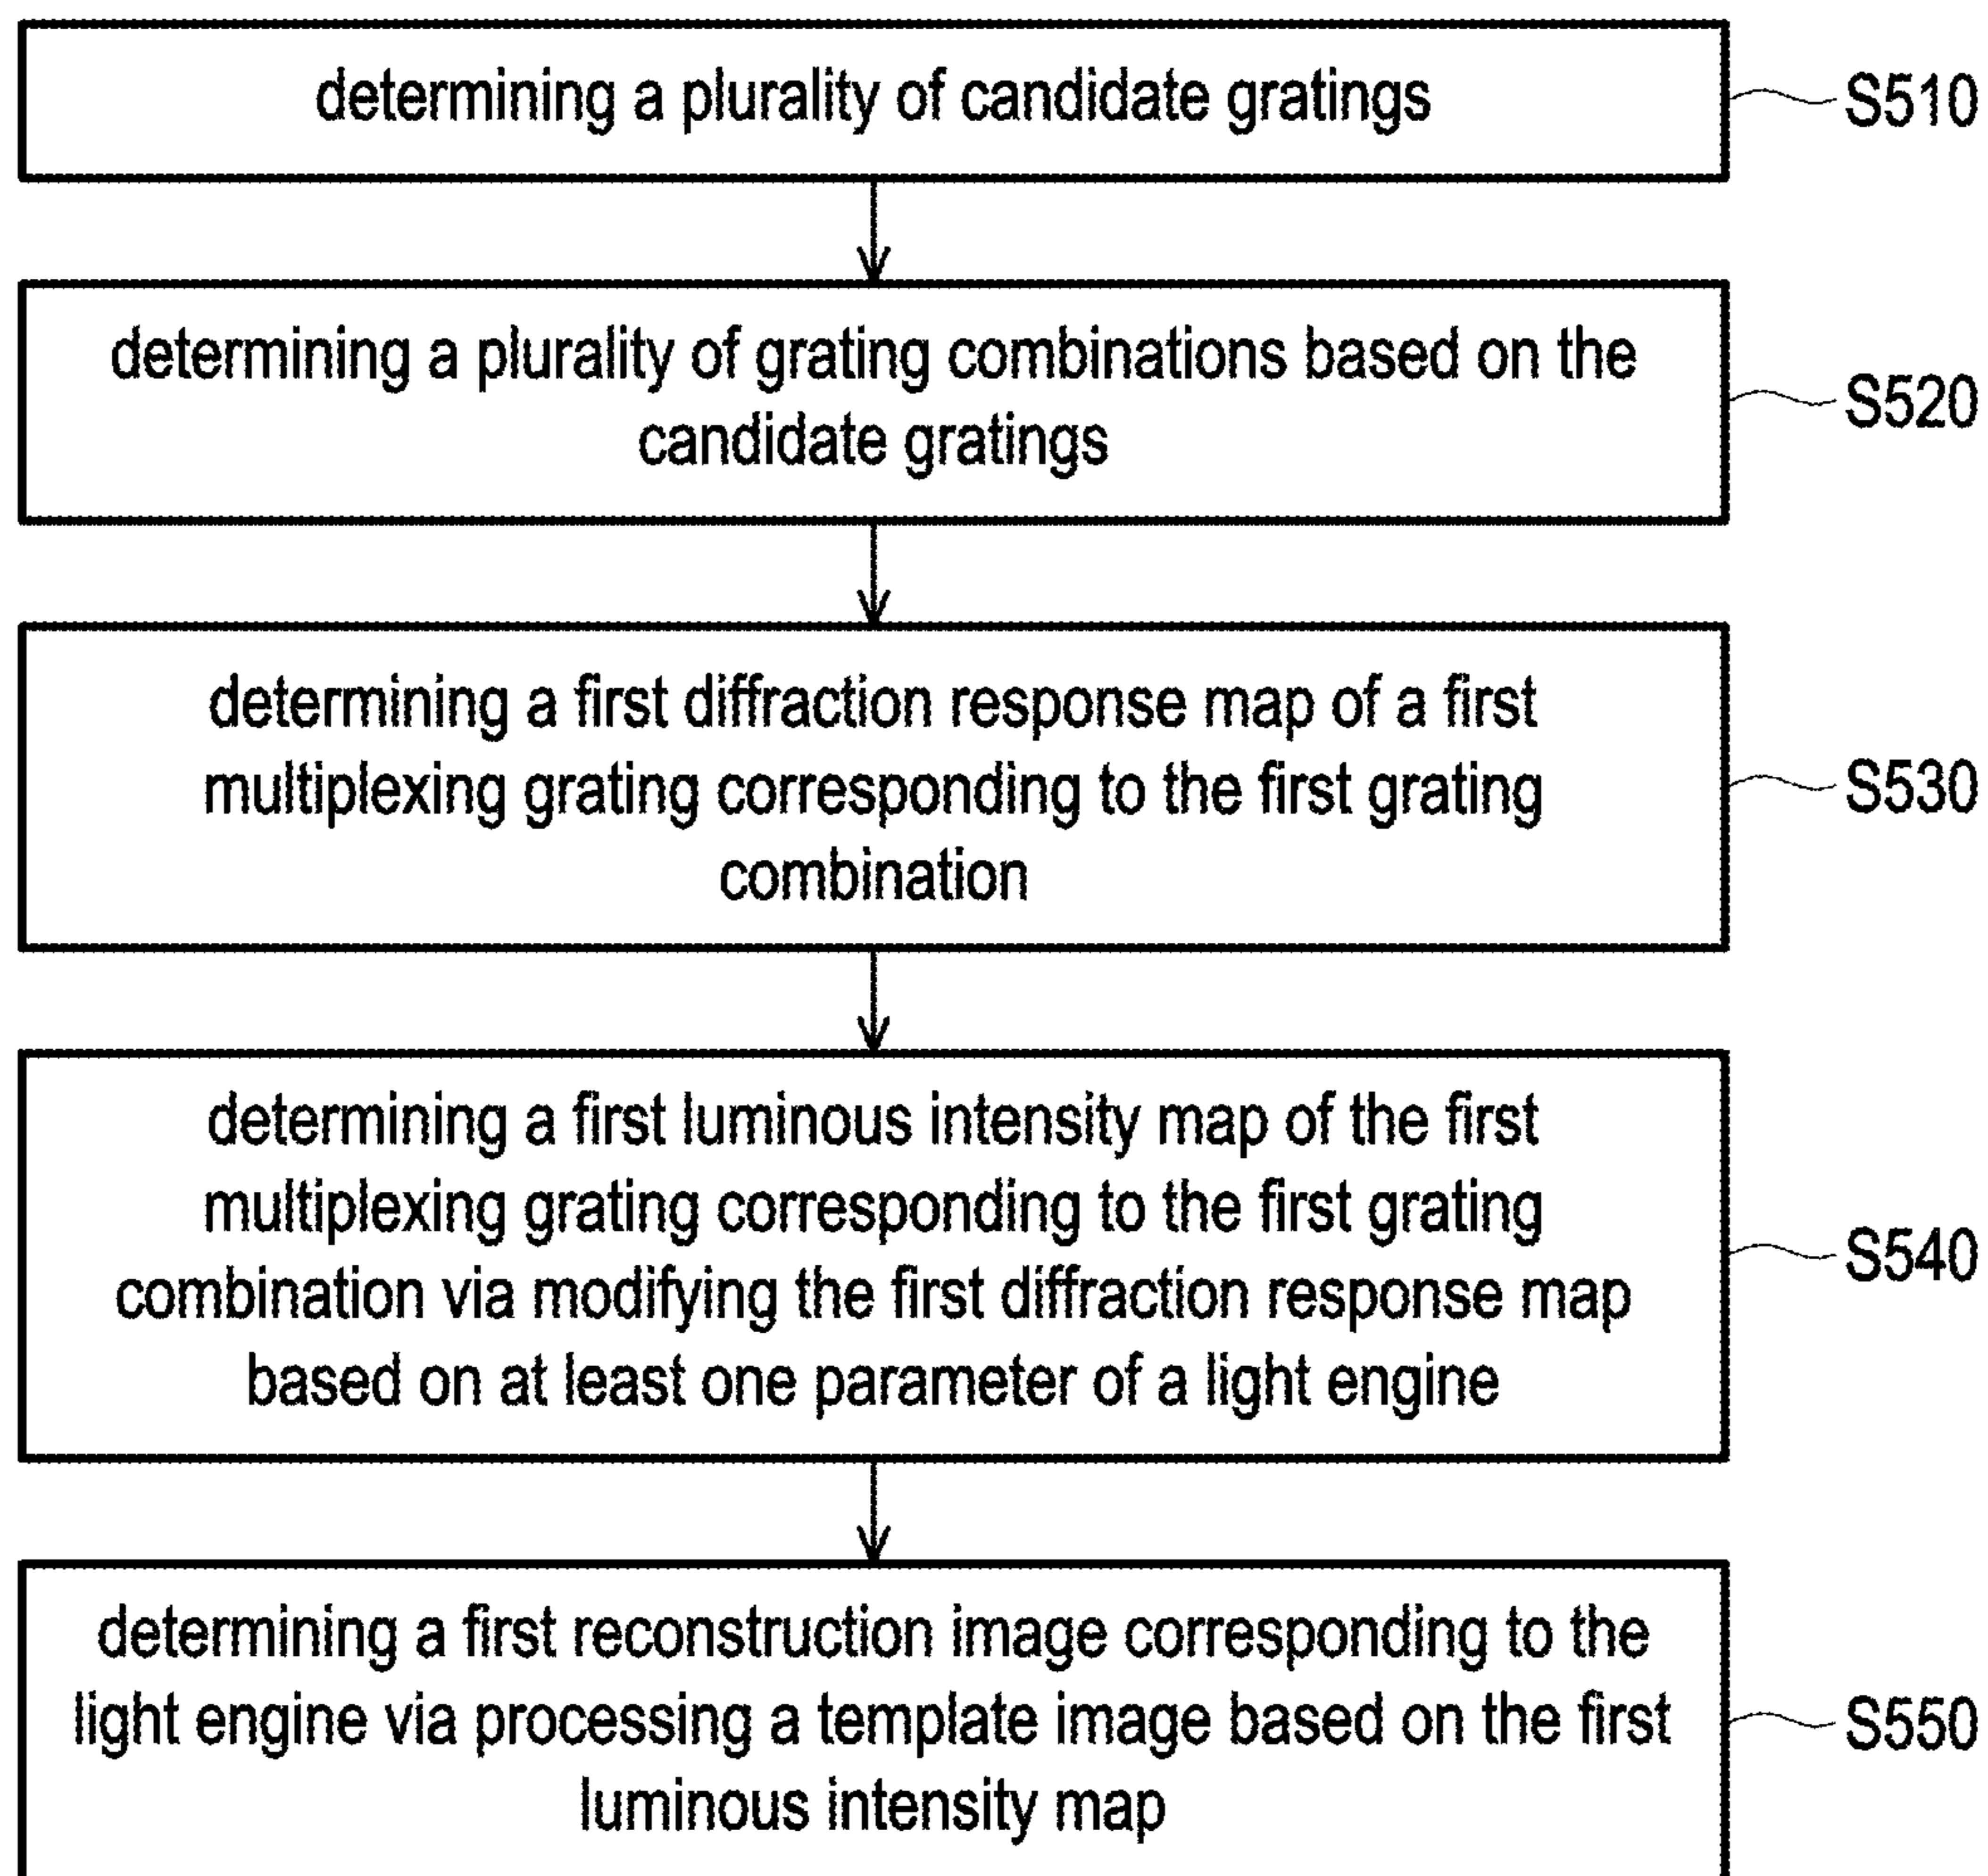 determining a plurality of candidate gratings
S510
determining a plurality of grating combinations based on the
candidate gratings
S520
determining a first diffraction response map of a first
multiplexing grating corresponding to the first grating
combination
S530
determining a first luminous intensity map of the first
multiplexing grating corresponding to the first grating
combination via modifying the first diffraction response map
based on at least one parameter of a light engine
S540
determining a first reconstruction image corresponding to the
light engine via processing a template image based on the first
luminous intensity map
S550